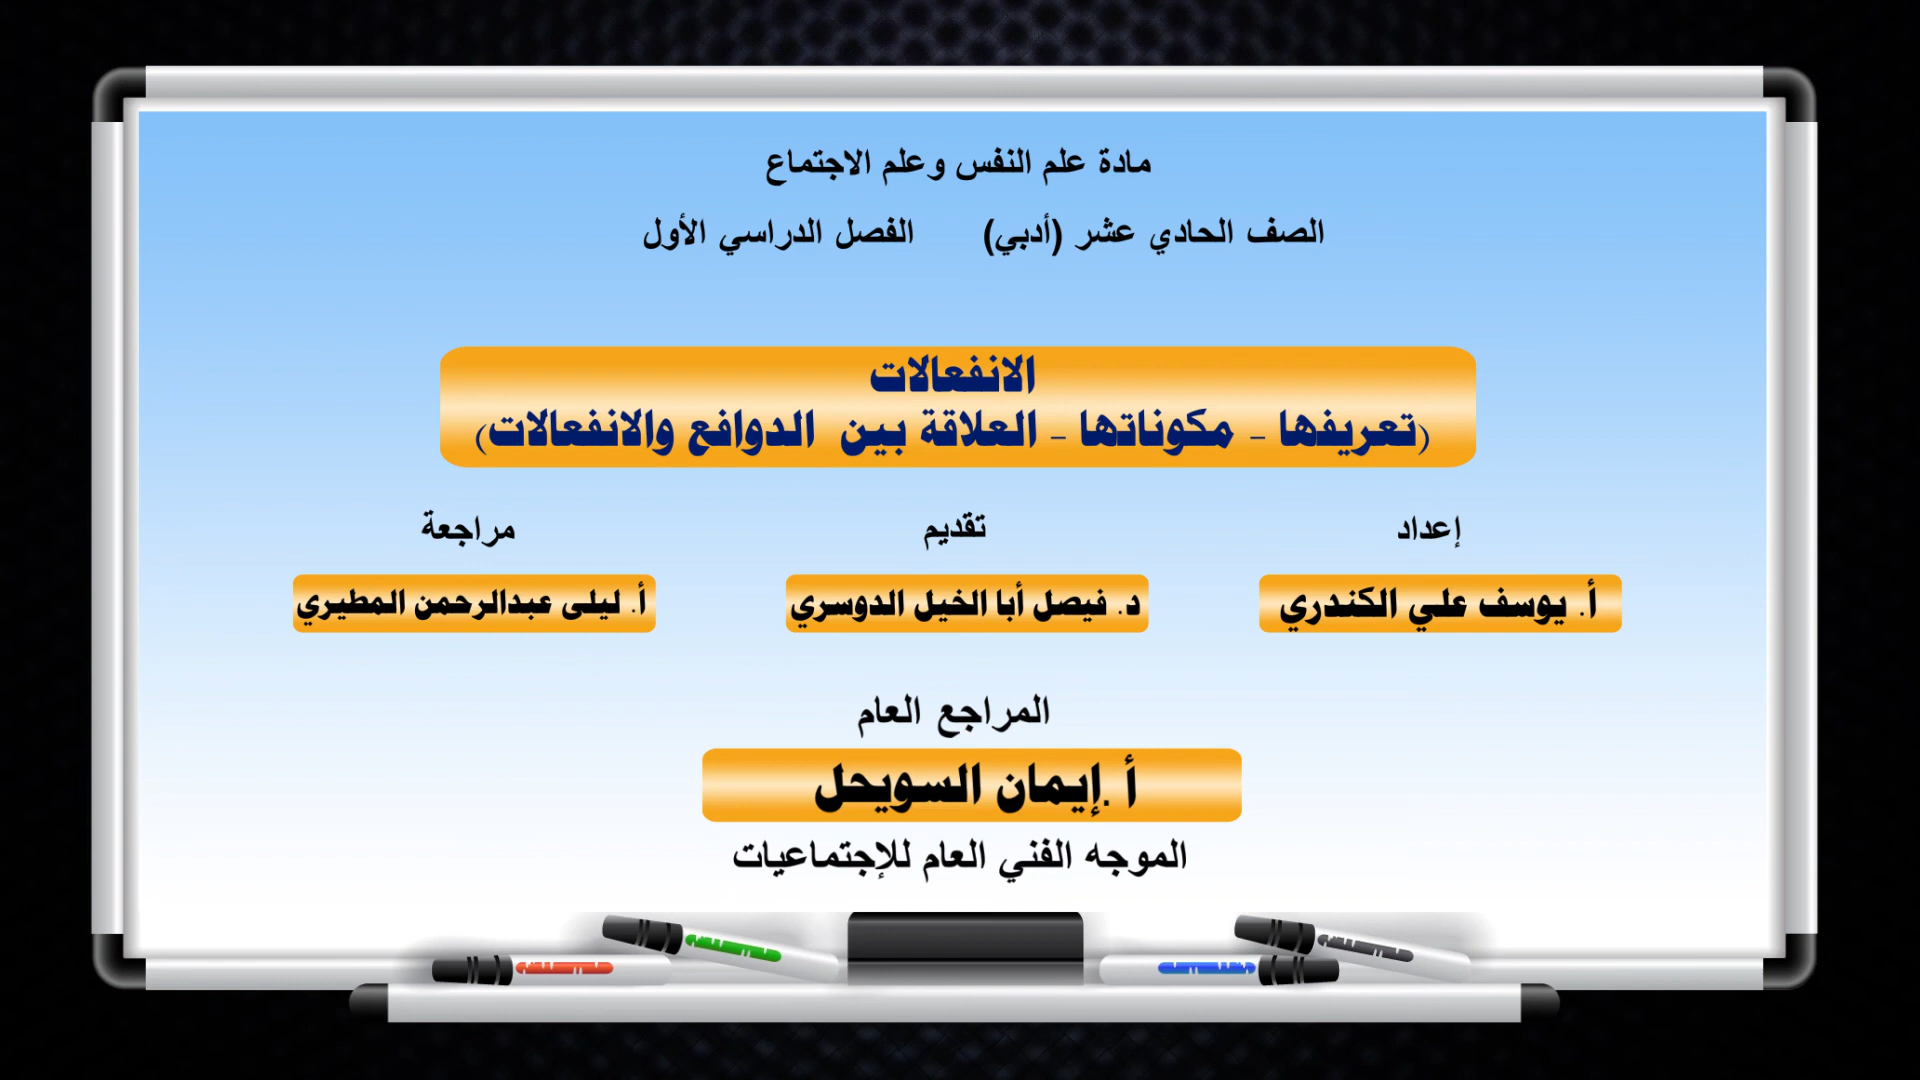 مادة علم النفس وعلم الاجتماع
الصف الحادي عشر (أدبي) الفصل الدراسي الأول
الانفعالات
(تعريفها - مكوناتها - العلاقة بين الدوافع والانفعالات)
إعداد
تقديم
مراجعة
أ. يوسف علي الكندري
د. فيصل أبا الخيل الدوسري
أ. ليلى عبدالرحمن المطيري
المراجع العام
أ .إيمان السويحل
الموجه الفني العام للإجتماعيات